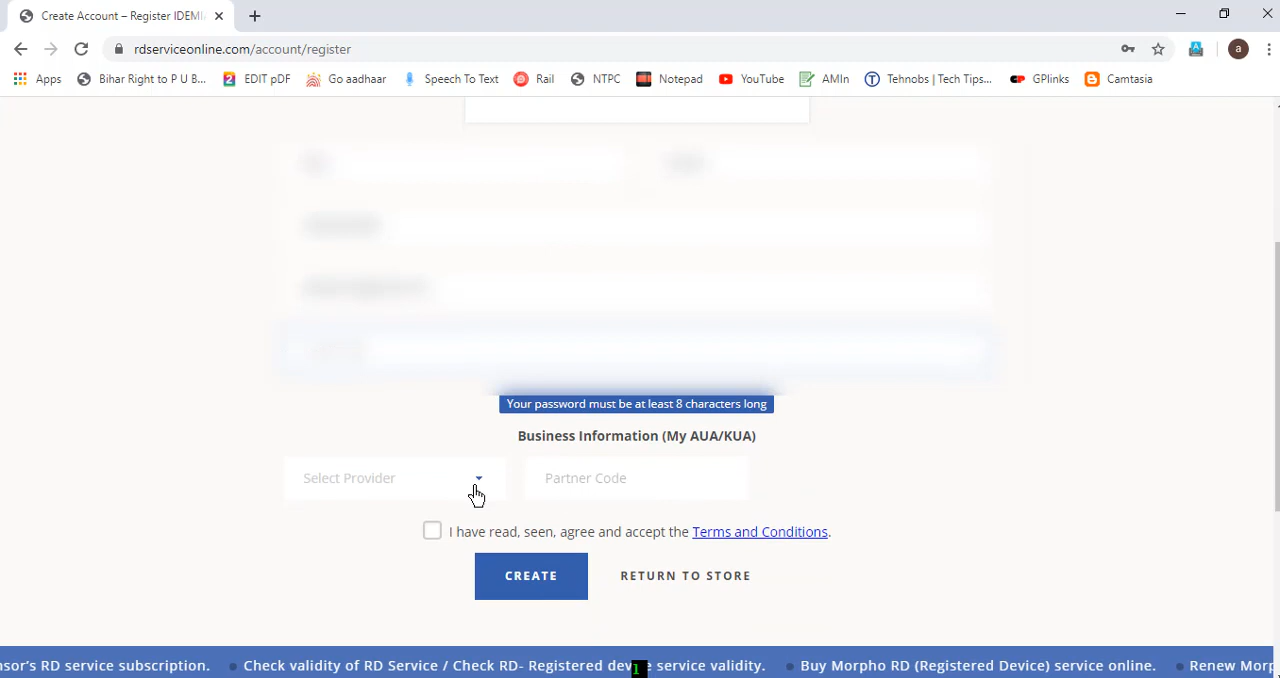 Create Account – Register IDEMI
rdserviceonline.com/account/register
a
Apps
Bihar Right to P U B...
EDIT pDF
Go aadhaar
Speech To Text
Rail
NTPC
Notepad
YouTube
AMIn
Tehnobs | Tech Tips...
GPlinks
Camtasia
Your password must be at least 8 characters long
Business Information (My AUA/KUA)
Select Provider
Partner Code
I have read, seen, agree and accept the Terms and Conditions.
CREATE
RETURN TO STORE
nsor's RD service subscription. • Check validity of RD Service / Check RD- Registered device service validity. • Buy Morpho RD (Registered Device) service online. • Renew Morp
1